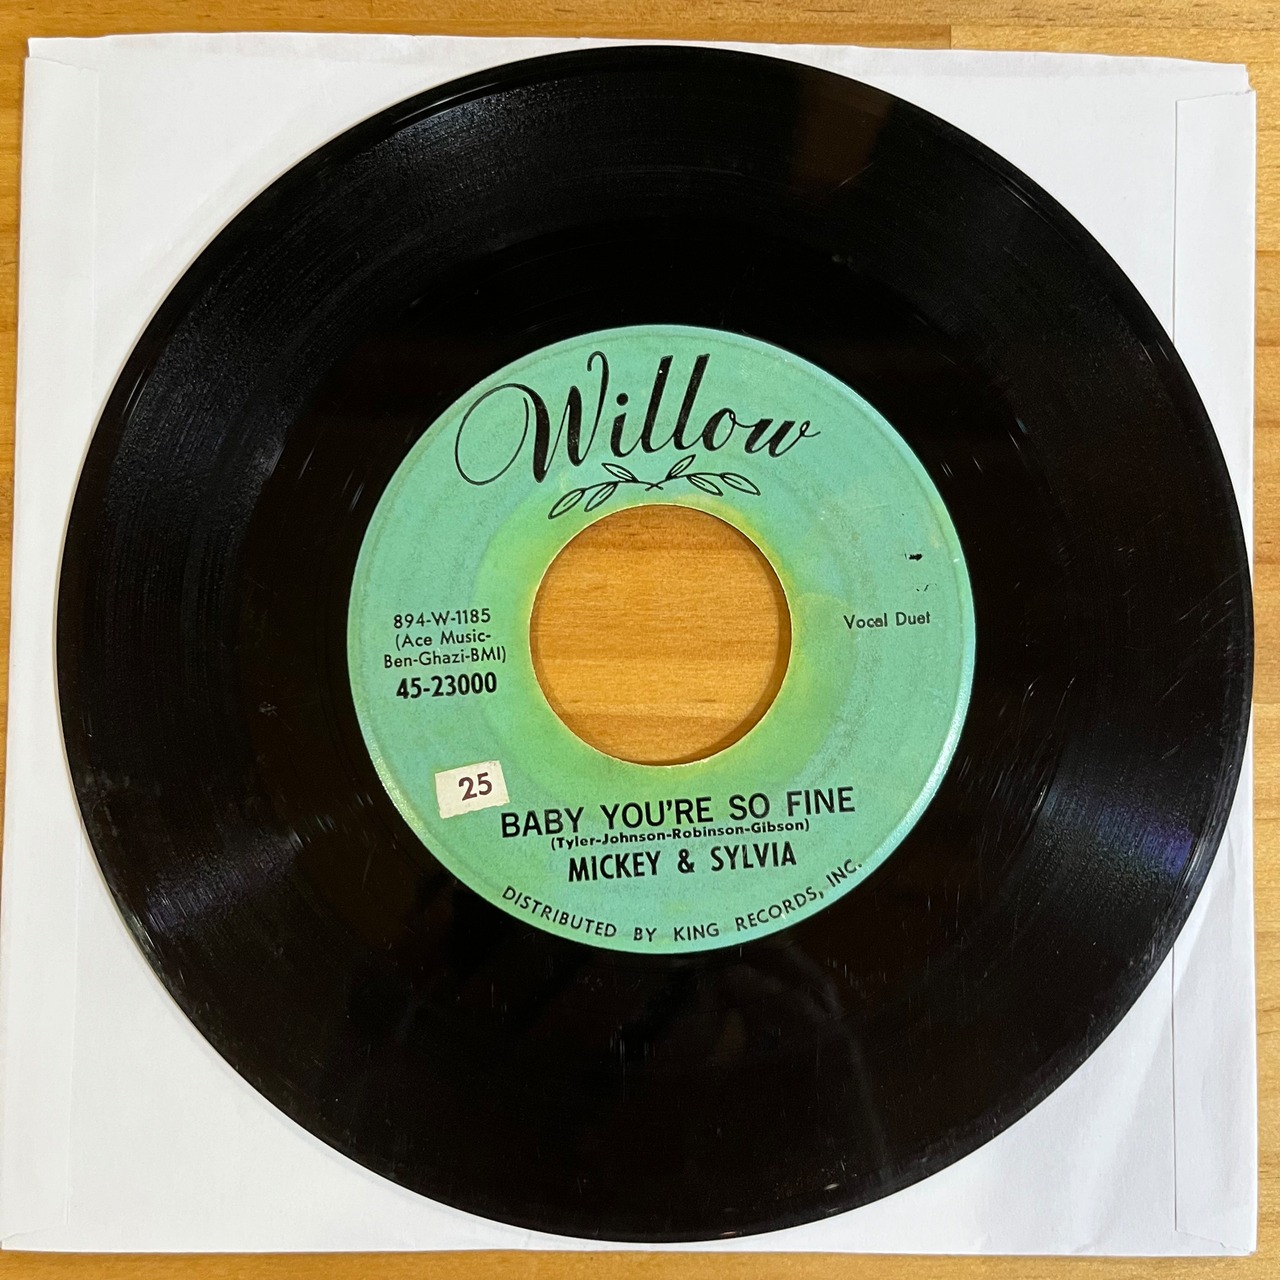 Willow
894-W-1185
(Ace Music-
Ben-Ghazi-BMI)
45-23000
Vocal Duet
25
BABY YOU'RE SO FINE
(Tyler-Johnson-Robinson-Gibson)
MICKEY & SYLVIA
DISTRIBUTED BY KING RECORDS, INC.